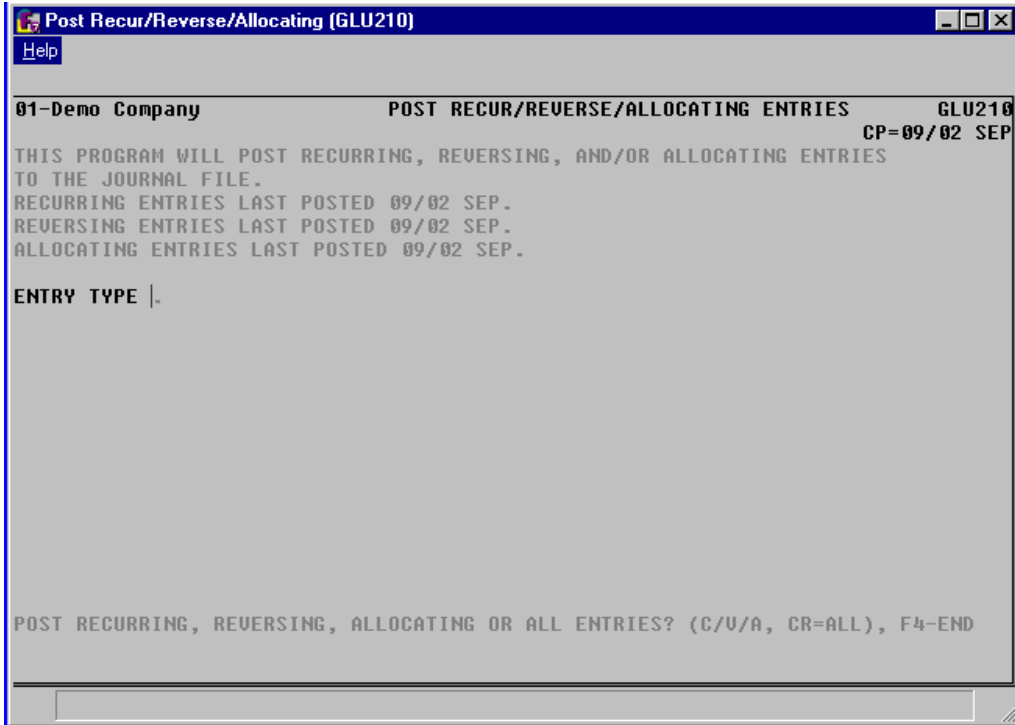 Post Recur/Reverse/Allocating (GLU210)
Help
01-Demo Company POST RECUR/REVERSE/ALLOCATING ENTRIES GLU210
CP=09/02 SEP
THIS PROGRAM WILL POST RECURRING, REVERSING, AND/OR ALLOCATING ENTRIES
TO THE JOURNAL FILE.
RECURRING ENTRIES LAST POSTED 09/02 SEP.
REVERSING ENTRIES LAST POSTED 09/02 SEP.
ALLOCATING ENTRIES LAST POSTED 09/02 SEP.
ENTRY TYPE .
POST RECURRING, REVERSING, ALLOCATING OR ALL ENTRIES? (C/V/A, CR=ALL), F4-END